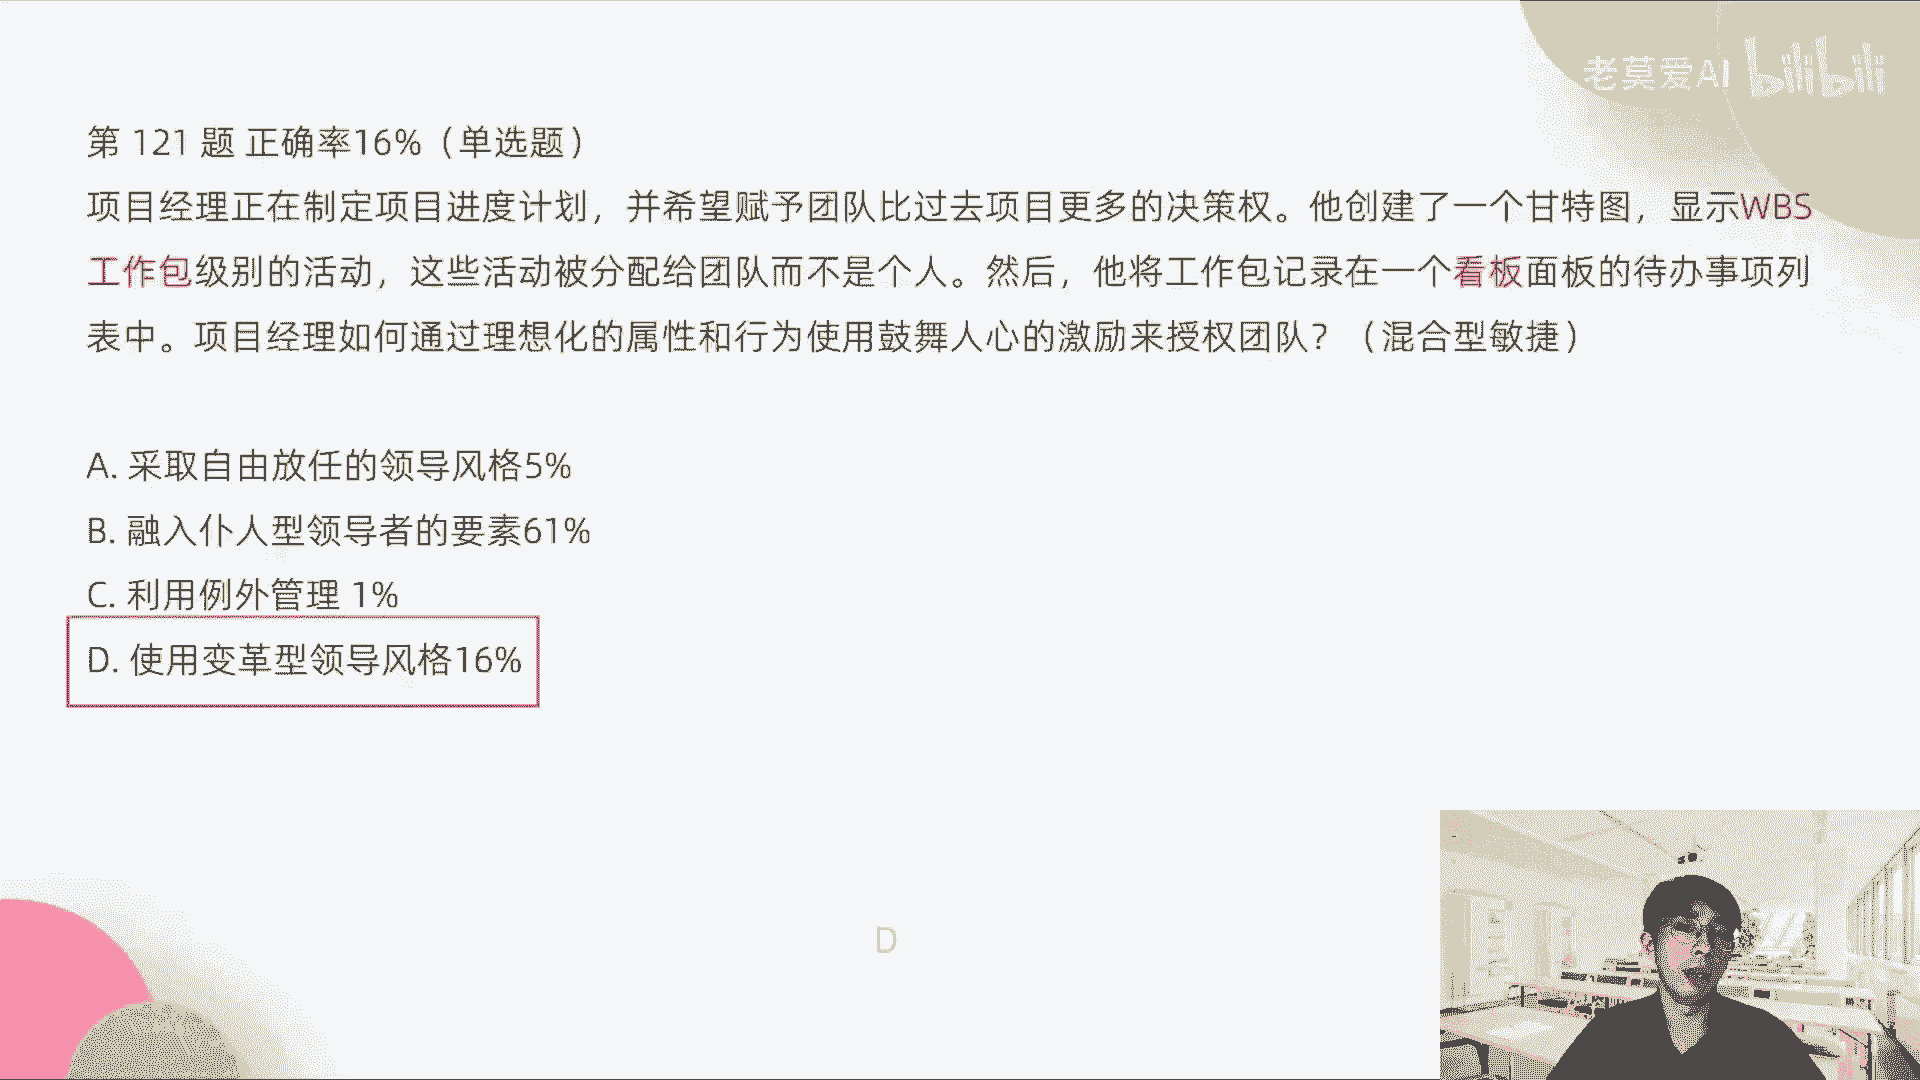 老莫爱AI bilibili
第 121 题 正确率16%（单选题）
项目经理正在制定项目进度计划，并希望赋予团队比过去项目更多的决策权。他创建了一个甘特图，显示WBS
工作包级别的活动，这些活动被分配给团队而不是个人。然后，他将工作包记录在一个看板面板的待办事项列
表中。项目经理如何通过理想化的属性和行为使用鼓舞人心的激励来授权团队？（混合型敏捷）
A. 采取自由放任的领导风格5%
B. 融入仆人型领导者的要素61%
C. 利用例外管理 1%
D. 使用变革型领导风格16%
D